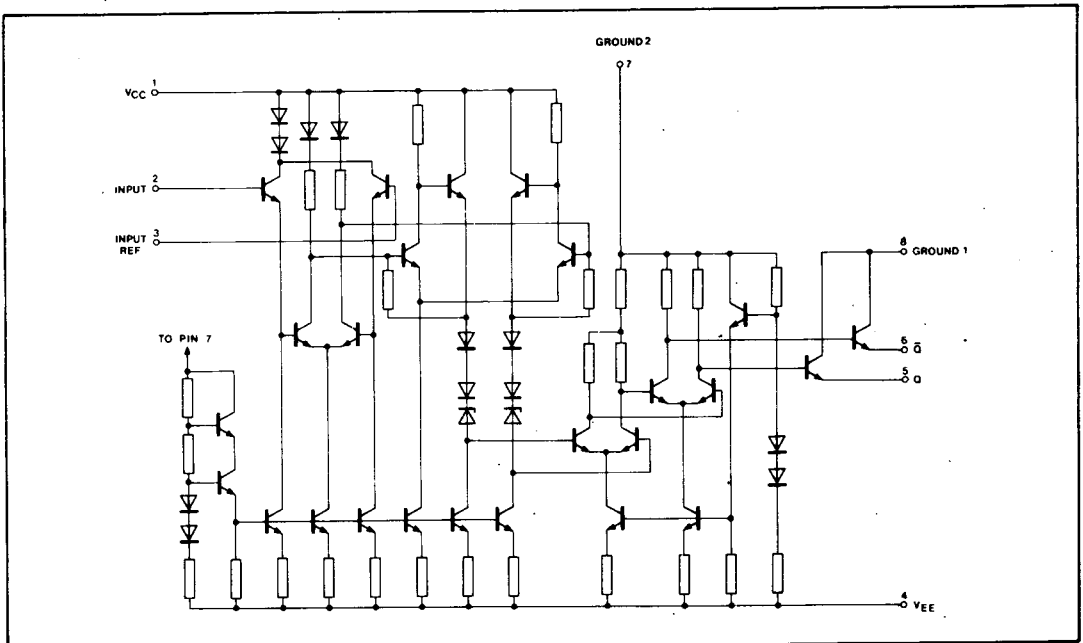 GROUND 2
7
VCC 1
INPUT 2
INPUT 3
REF
8
GROUND 1
TO PIN 7
6 Q̅
5 Q
4
VEE